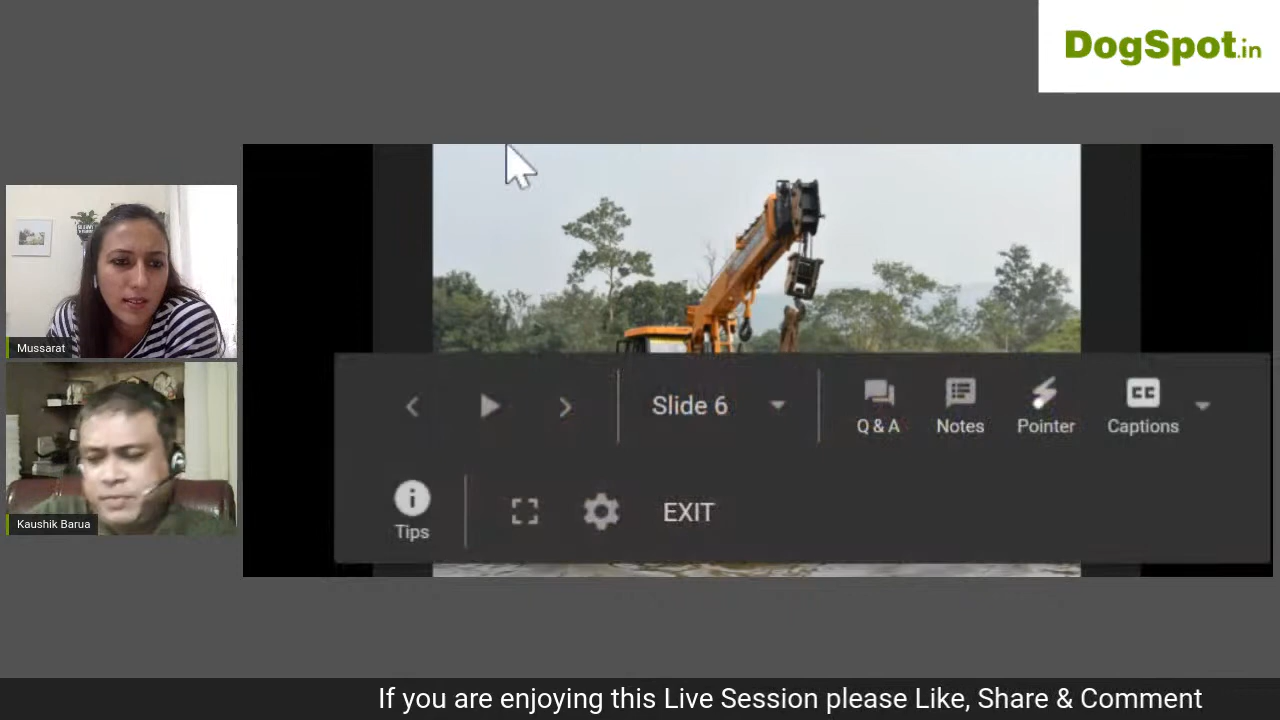 DogSpot.in
Mussarat
Kaushik Barua
Slide 6
Q & A
Notes
Pointer
CC
Captions
Tips
EXIT
If you are enjoying this Live Session please Like, Share & Comment